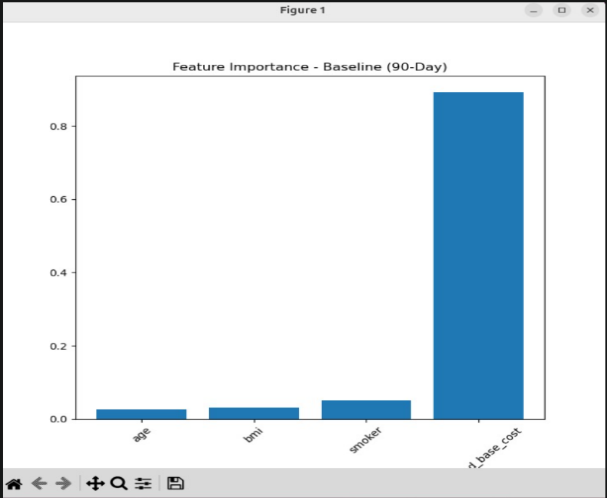 Figure 1
Feature Importance - Baseline (90-Day)
0.8
0.6
0.4
0.2
0.0
age
bmi
smoker
d_base_cost